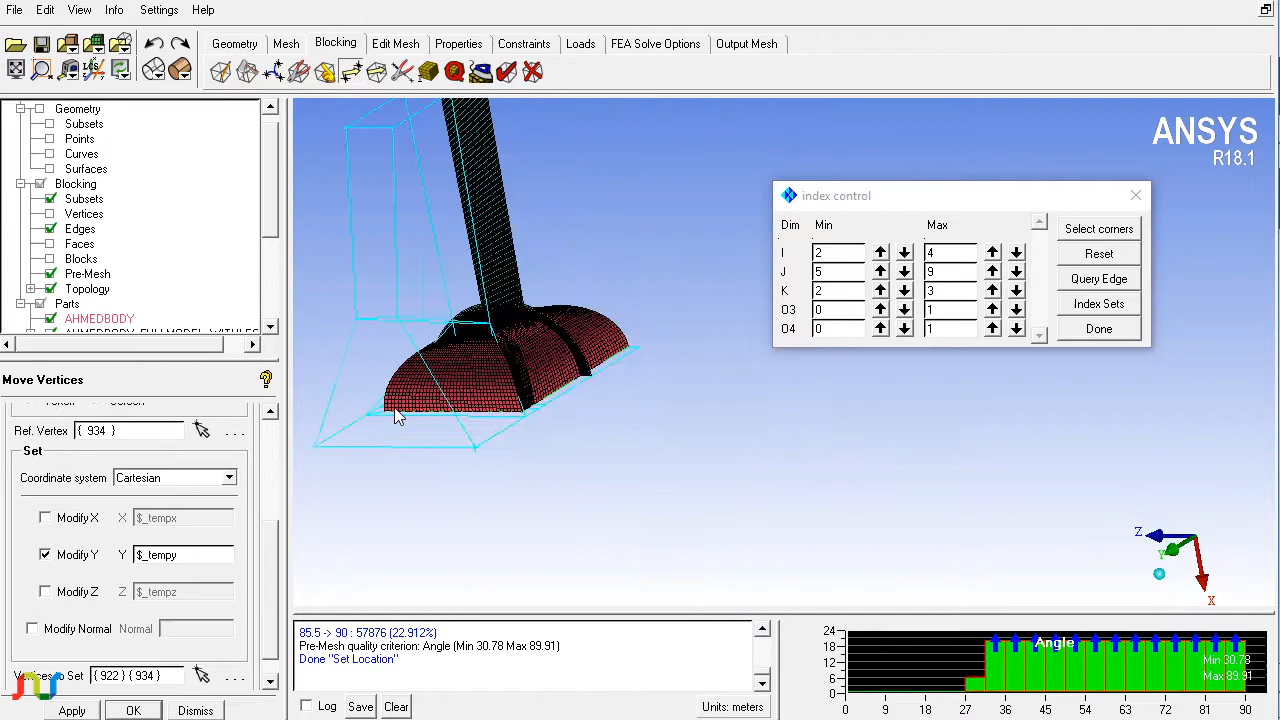 File Edit View Info Settings Help
Geometry Mesh Blocking Edit Mesh Properties Constraints Loads FEA Solve Options Output Mesh
Geometry
Subsets
Points
Curves
Surfaces
Blocking
Subsets
Vertices
Edges
Faces
Blocks
Pre-Mesh
Topology
Parts
AHMEDBODY
Move Vertices
Ref. Vertex { 934 }
Set
Coordinate system Cartesian
Modify X X $_tempx
Modify Y Y $_tempy
Modify Z Z $_tempz
Modify Normal Normal
Set { 922 } { 934 }
Apply OK Dismiss
ANSYS
R18.1
index control
Dim Min Max
I 2 4
J 5 9
K 2 3
O3 0 1
O4 0 1
Select corners
Reset
Query Edge
Index Sets
Done
Z
Y
X
85.5 -> 90 : 57876 (22.912%)
Pre-Mesh quality criterion: Angle (Min 30.78 Max 89.91)
Done "Set Location"
Log Save Clear Units: meters
Angle
Min 30.78
Max 89.91
24
18
12
6
0
0 9 18 27 36 45 54 63 72 81 90